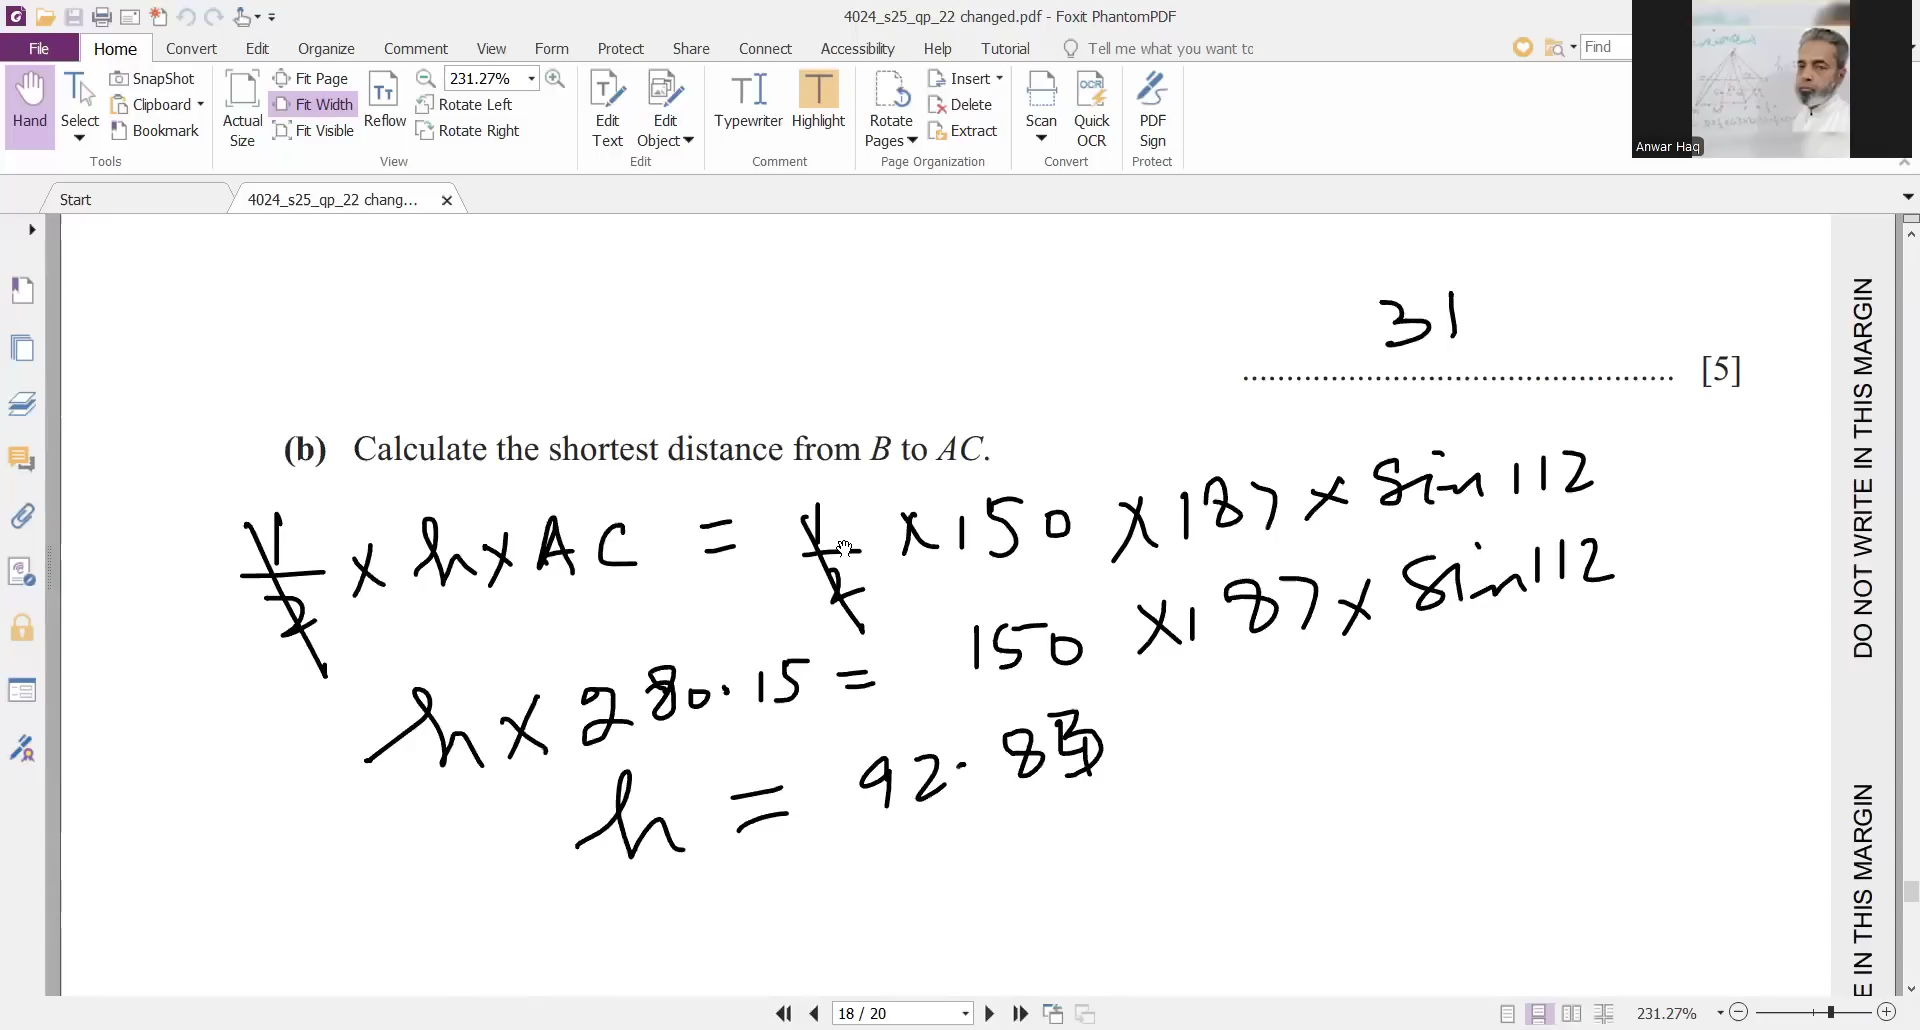 4024_s25_qp_22 changed.pdf - Foxit PhantomPDF
File Home Convert Edit Organize Comment View Form Protect Share Connect Accessibility Help Tutorial Tell me what you want to Find
Hand
Select
SnapShot
Clipboard
Bookmark
Tools
Actual Size
Fit Page
Fit Width
Fit Visible
Reflow
231.27%
Rotate Left
Rotate Right
View
Edit Text
Edit Object
Edit
Typewriter
Highlight
Comment
Rotate Pages
Insert
Delete
Extract
Page Organization
Scan
Quick OCR
Convert
PDF Sign
Protect
Anwar Haq
Start
4024_s25_qp_22 chang...
31
[5]
(b) Calculate the shortest distance from B to AC.
1/2 × h × AC = 1/2 × 150 × 187 × sin 112
h × 280.15 = 150 × 187 × sin 112
h = 92.8
DO NOT WRITE IN THIS MARGIN
E IN THIS MARGIN
18 / 20
231.27%